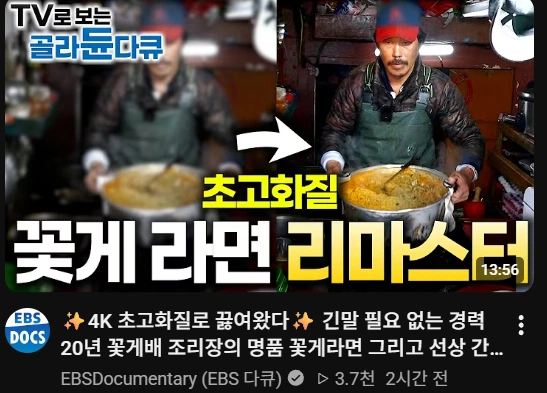 TV로 보는
골라듄다큐
초고화질
꽃게 라면 리마스터
13:56
EBS
DOCS
✨4K 초고화질로 끓여왔다✨ 긴말 필요 없는 경력
20년 꽃게배 조리장의 명품 꽃게라면 그리고 선상 간...
EBSDocumentary (EBS 다큐) ▷ 3.7천 2시간 전